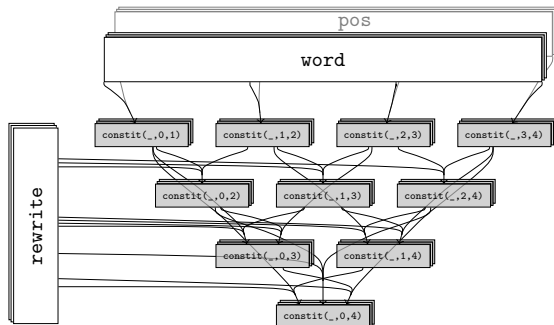 pos
word
constit(_,0,1) constit(_,1,2) constit(_,2,3) constit(_,3,4)
rewrite
constit(_,0,2) constit(_,1,3) constit(_,2,4)
constit(_,0,3) constit(_,1,4)
constit(_,0,4)